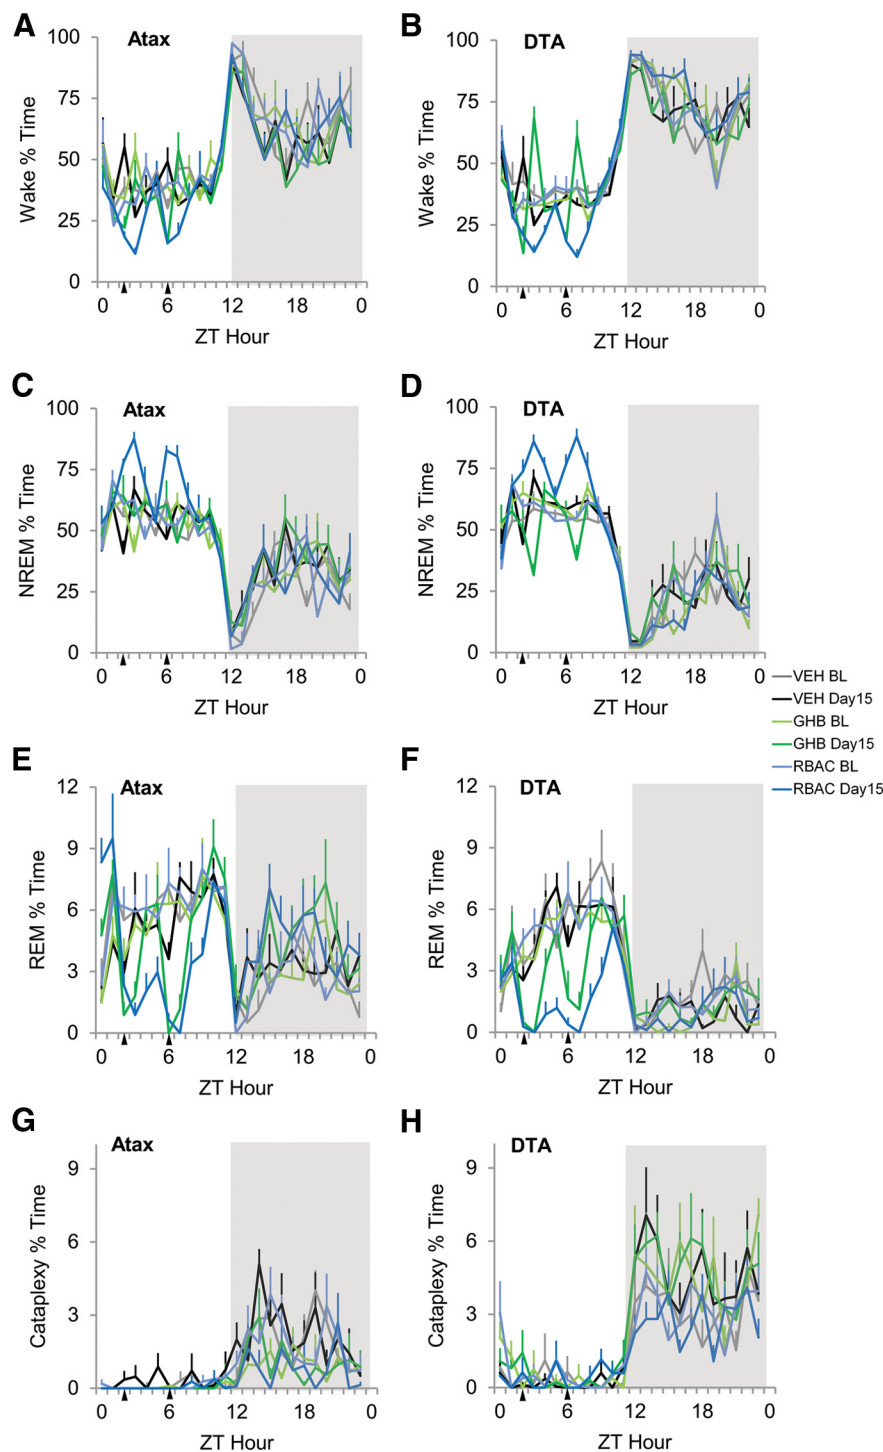 A
Atax
Wake % Time
100
75
50
25
0
0
6
12
18
0
ZT Hour
B
DTA
Wake % Time
100
75
50
25
0
0
6
12
18
0
ZT Hour
C
Atax
NREM % Time
100
75
50
25
0
0
6
12
18
0
ZT Hour
D
DTA
NREM % Time
100
75
50
25
0
0
6
12
18
0
ZT Hour
VEH BL
VEH Day15
GHB BL
GHB Day15
RBAC BL
RBAC Day15
E
Atax
REM % Time
12
9
6
3
0
0
6
12
18
0
ZT Hour
F
DTA
REM % Time
12
9
6
3
0
0
6
12
18
0
ZT Hour
G
Atax
Cataplexy % Time
9
6
3
0
0
6
12
18
0
ZT Hour
H
DTA
Cataplexy % Time
9
6
3
0
0
6
12
18
0
ZT Hour